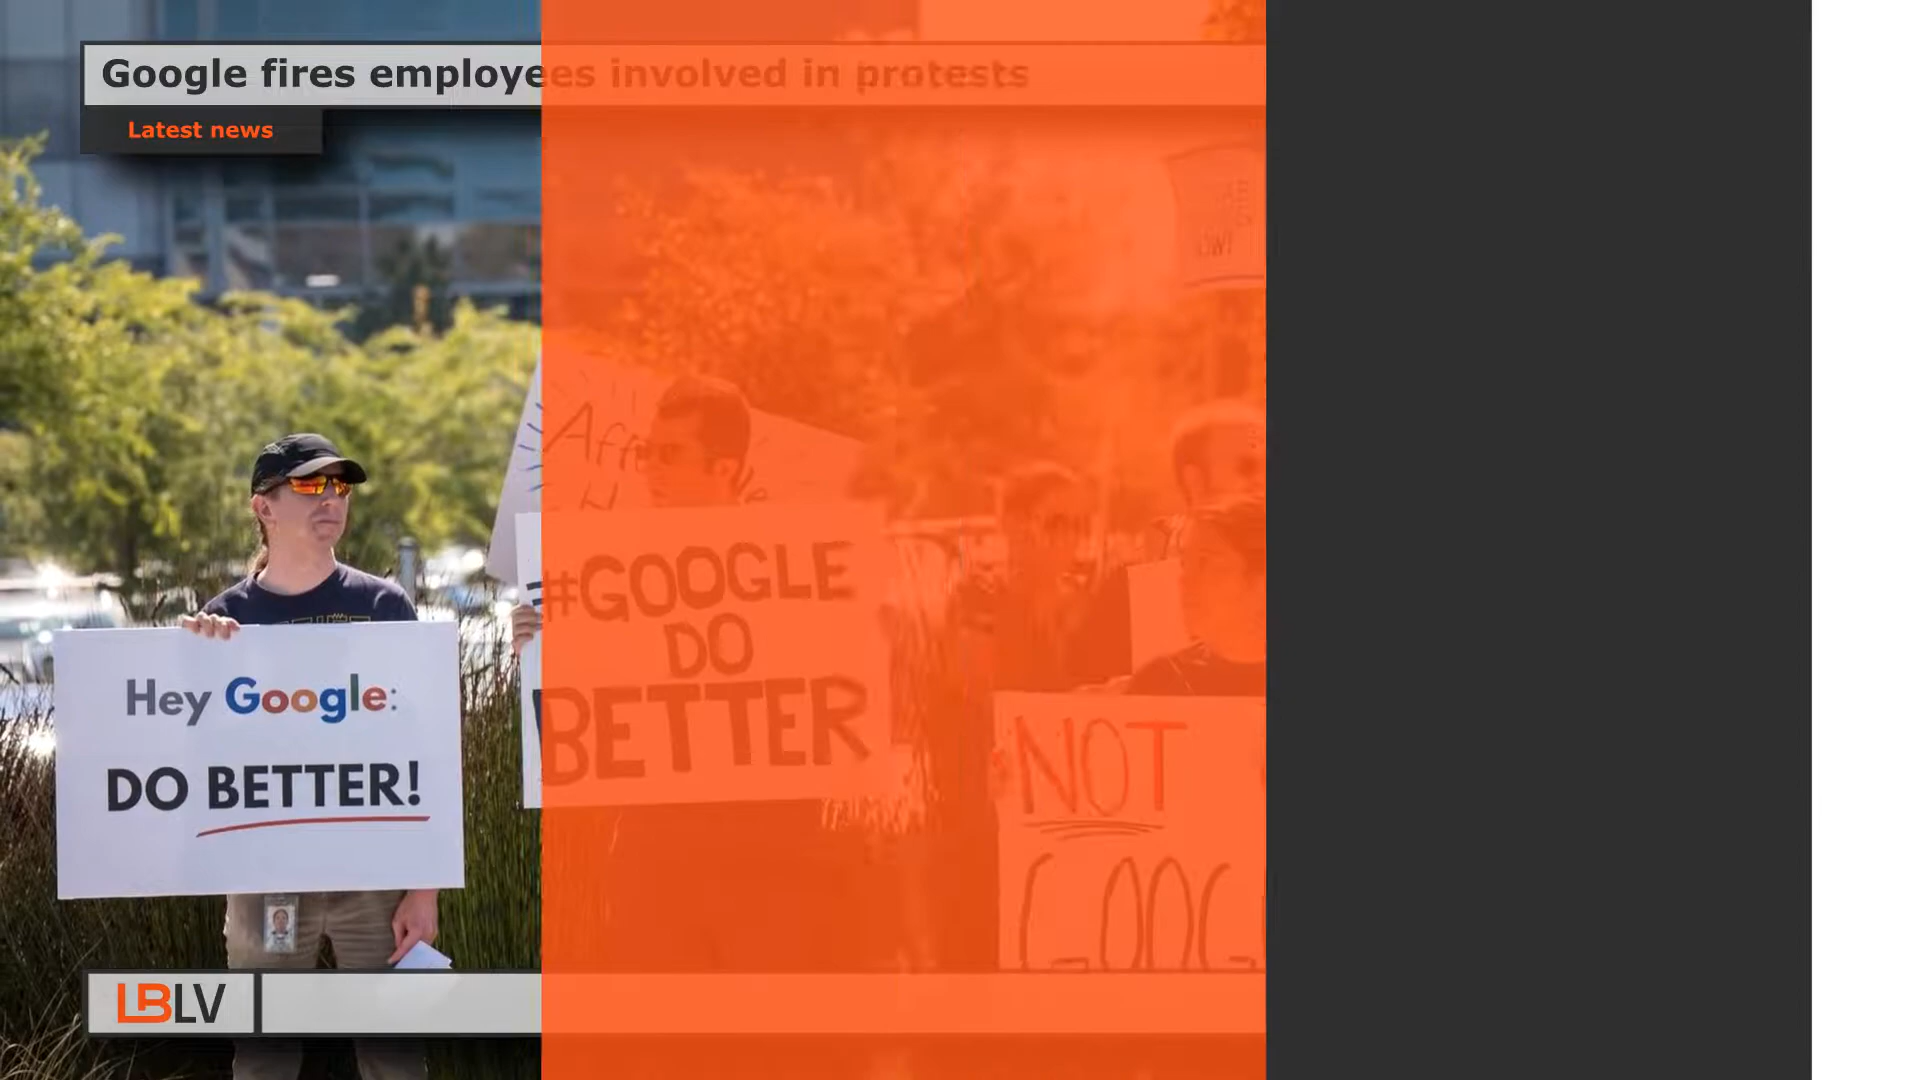 Google fires employees involved in protests
Latest news
#GOOGLE
DO
BETTER
Hey Google:
DO BETTER!
NOT
LBLV